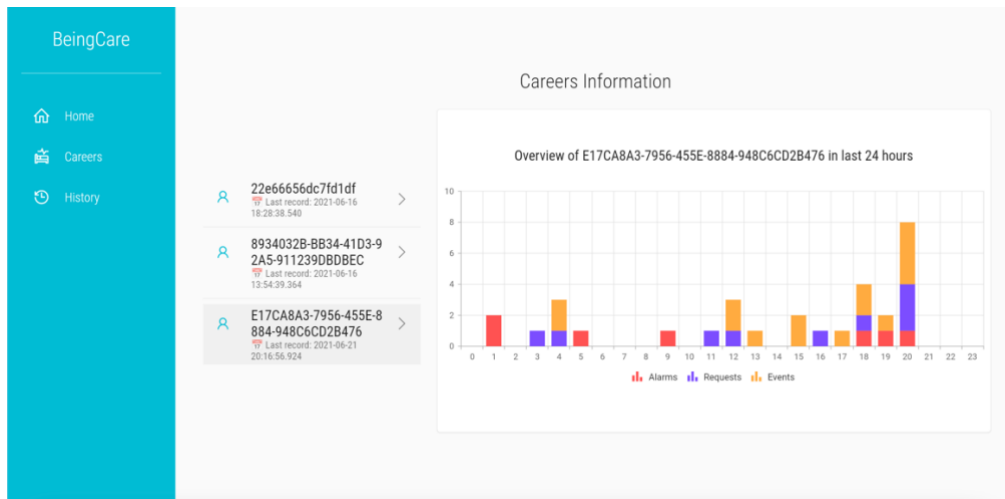 BeingCare
Home
Careers
History
Careers Information
22e66656dc7fd1df
Last record: 2021-06-16
18:28:38.540
8934032B-BB34-41D3-9
2A5-911239DBDBEC
Last record: 2021-06-16
13:54:39.364
E17CA8A3-7956-455E-8
884-948C6CD2B476
Last record: 2021-06-21
20:16:56.924
Overview of E17CA8A3-7956-455E-8884-948C6CD2B476 in last 24 hours
10
8
6
4
2
0
0 1 2 3 4 5 6 7 8 9 10 11 12 13 14 15 16 17 18 19 20 21 22 23
Alarms Requests Events